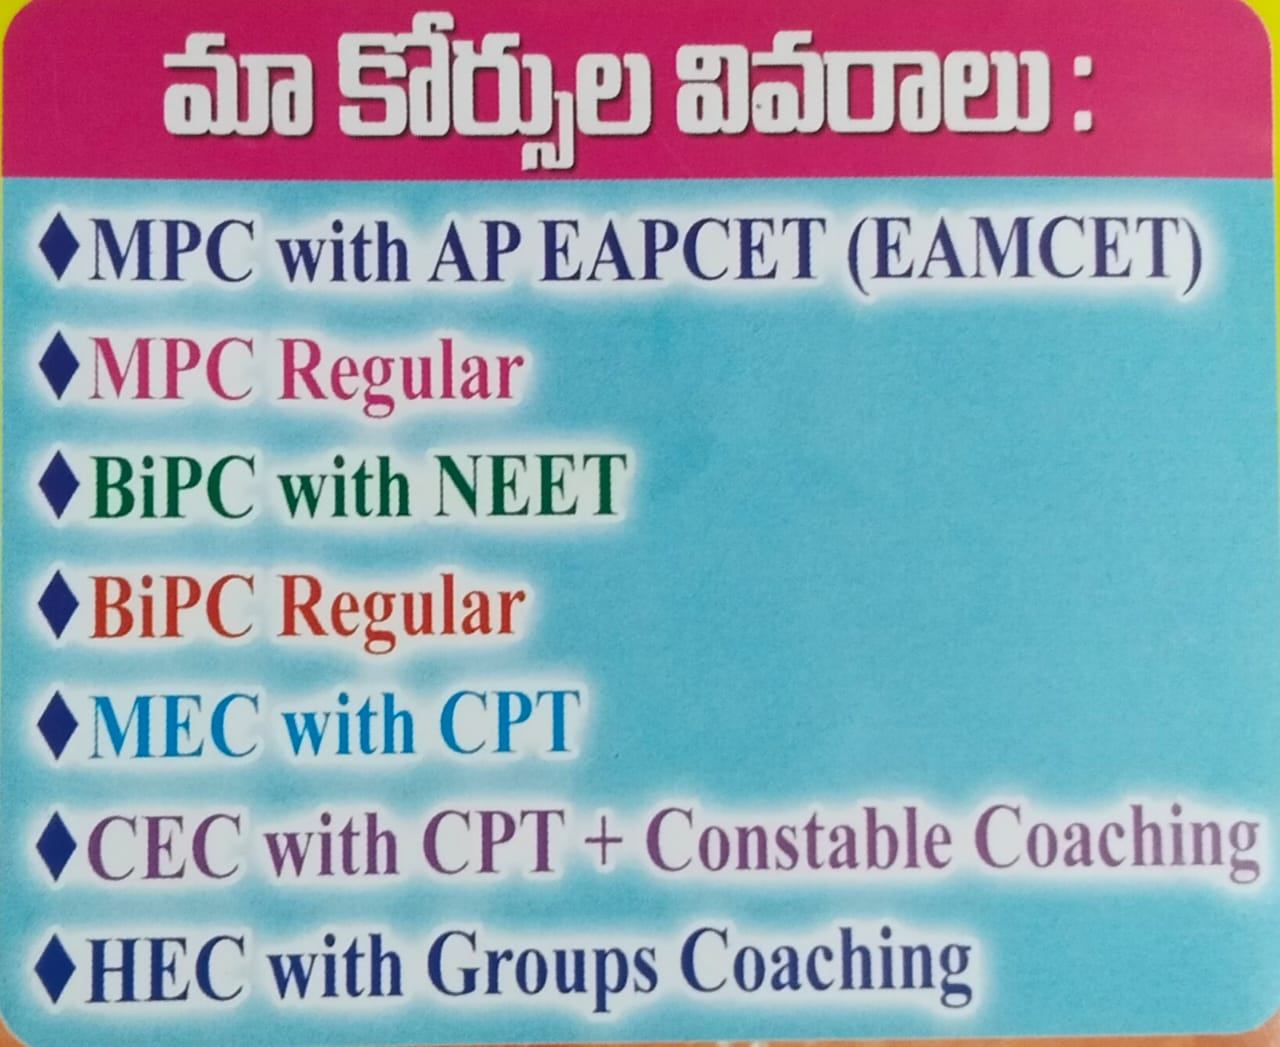 మా కోర్సుల వివరాలు :
♦MPC with AP EAPCET (EAMCET)
♦MPC Regular
♦BiPC with NEET
♦BiPC Regular
♦MEC with CPT
♦CEC with CPT + Constable Coaching
♦HEC with Groups Coaching